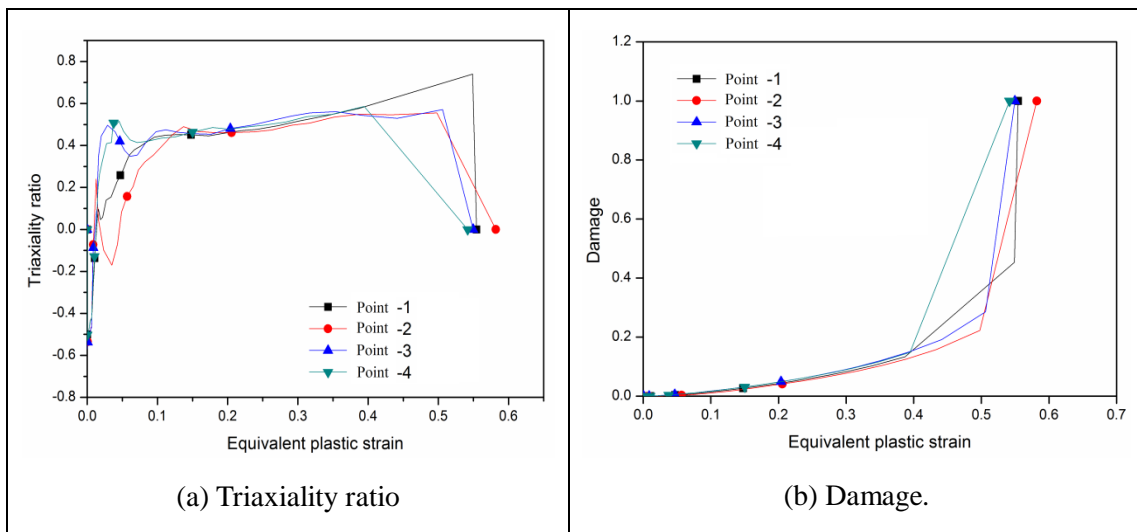 0.8
0.6
0.4
0.2
0.0
-0.2
-0.4
-0.6
-0.8
Triaxiality ratio
Point -1
Point -2
Point -3
Point -4
0.0 0.1 0.2 0.3 0.4 0.5 0.6
Equivalent plastic strain
(a) Triaxiality ratio
1.2
1.0
0.8
0.6
0.4
0.2
0.0
Damage
Point -1
Point -2
Point -3
Point -4
0.0 0.1 0.2 0.3 0.4 0.5 0.6 0.7
Equivalent plastic strain
(b) Damage.